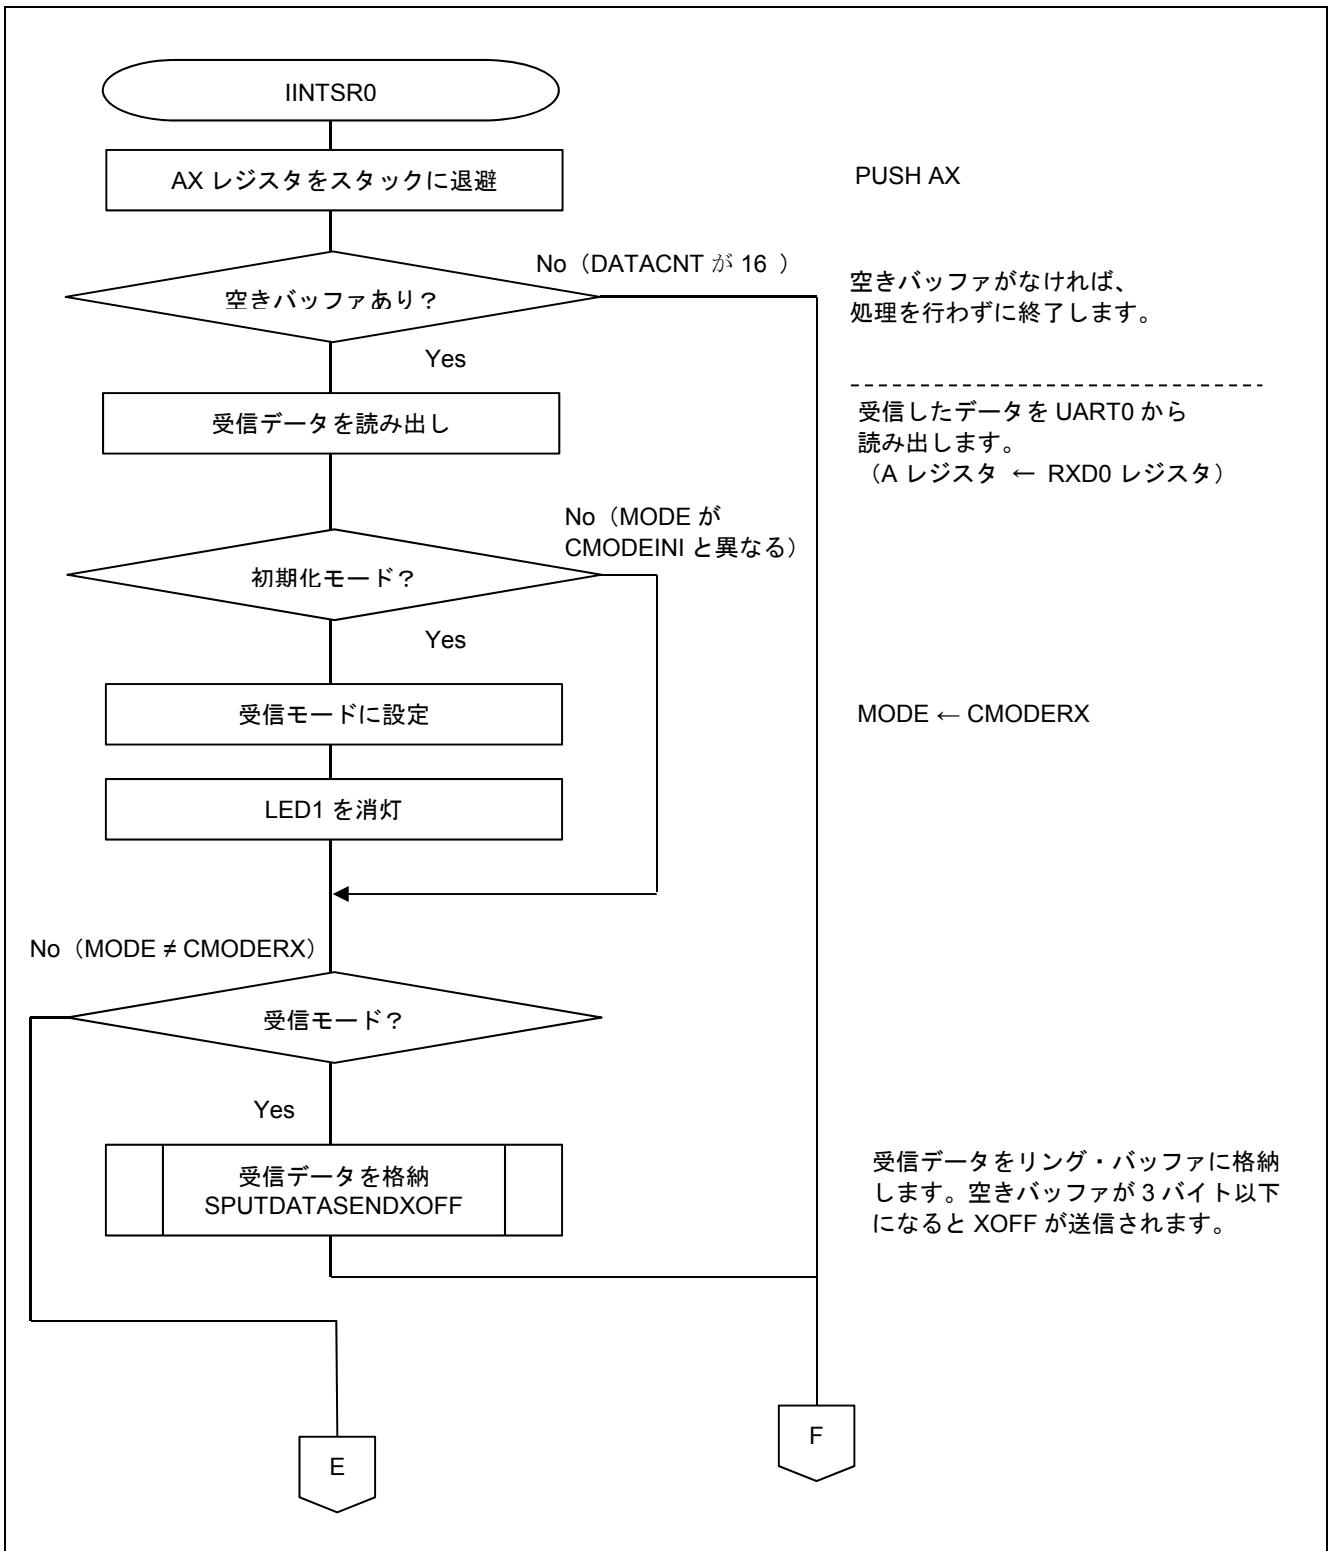 IINTSR0
AX レジスタをスタックに退避
PUSH AX
No（DATACNT が 16 ）
空きバッファあり？
空きバッファがなければ、
処理を行わずに終了します。
Yes
受信データを読み出し
受信したデータを UART0 から
読み出します。
（A レジスタ ← RXD0 レジスタ）
No（MODE が
CMODEINI と異なる）
初期化モード？
Yes
受信モードに設定
MODE ← CMODERX
LED1 を消灯
No（MODE ≠ CMODERX）
受信モード？
Yes
受信データを格納
SPUTDATASENDXOFF
受信データをリング・バッファに格納
します。空きバッファが 3 バイト以下
になると XOFF が送信されます。
F
E